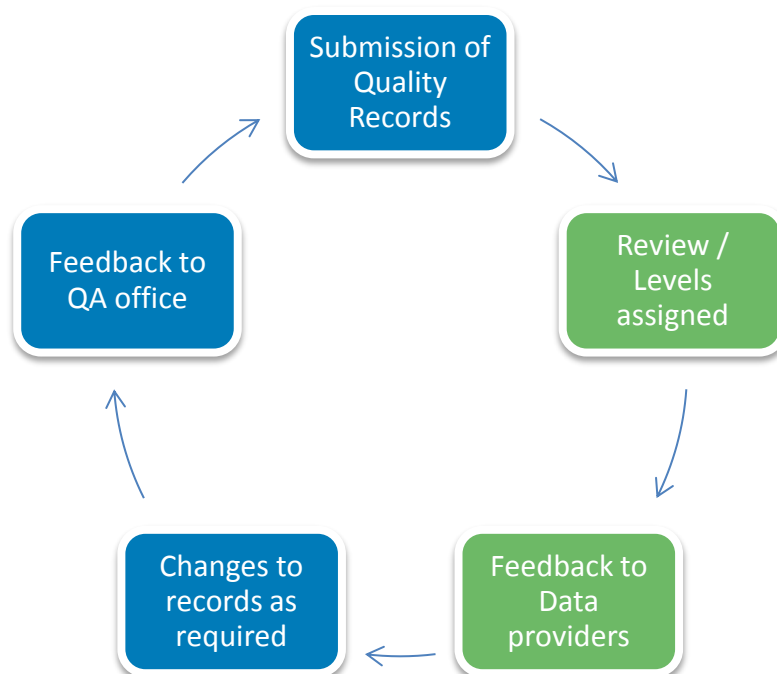 Submission of
Quality
Records
Review /
Levels
assigned
Feedback to
Data
providers
Changes to
records as
required
Feedback to
QA office